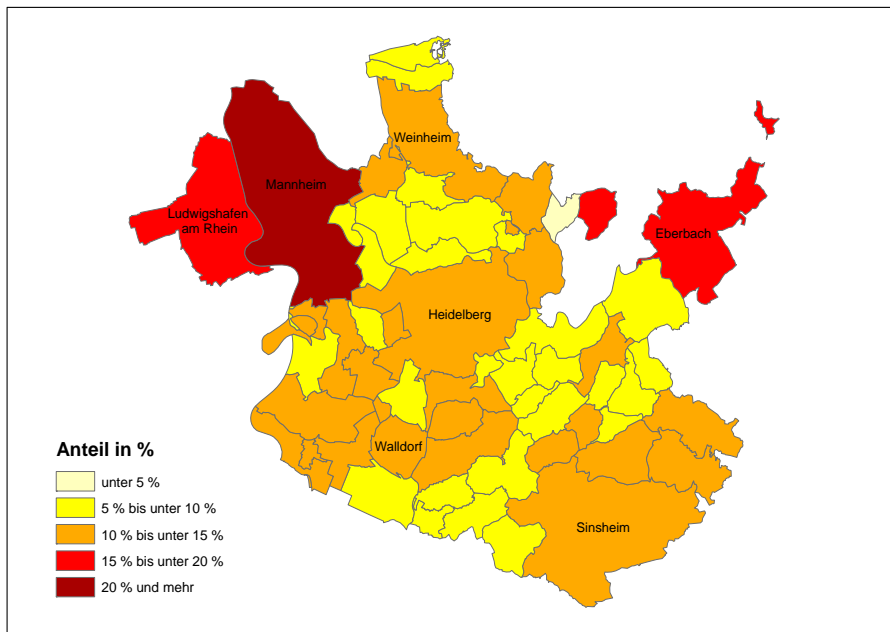 Weinheim
Mannheim
Ludwigshafen
am Rhein
Eberbach
Heidelberg
Walldorf
Sinsheim
Anteil in %
unter 5 %
5 % bis unter 10 %
10 % bis unter 15 %
15 % bis unter 20 %
20 % und mehr